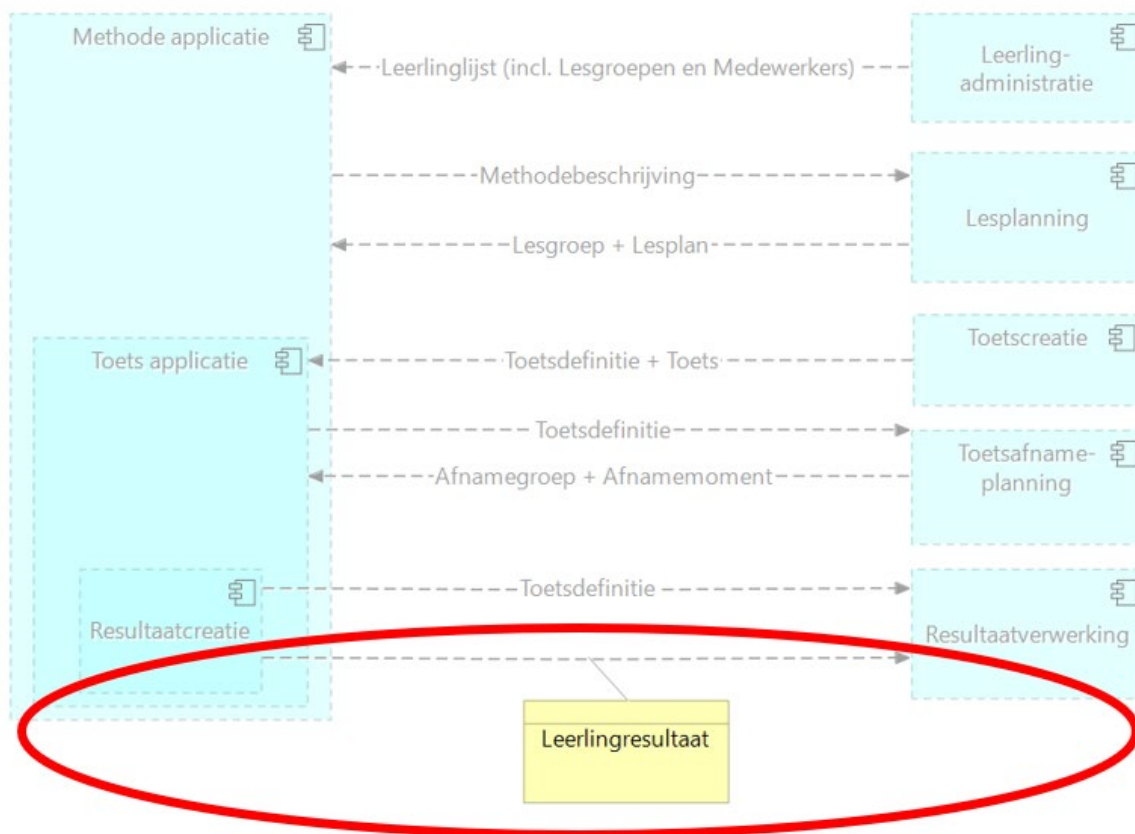 Methode applicatie
Leerlinglijst (incl. Lesgroepen en Medewerkers)
Leerling-
administratie
Methodebeschrijving
Lesplanning
Lesgroep + Lesplan
Toetscreatie
Toets applicatie
Toetsdefinitie + Toets
Toetsdefinitie
Toetsafname-
planning
Afnamegroep + Afnamemoment
Toetsdefinitie
Resultaatcreatie
Resultaatverwerking
Leerlingresultaat